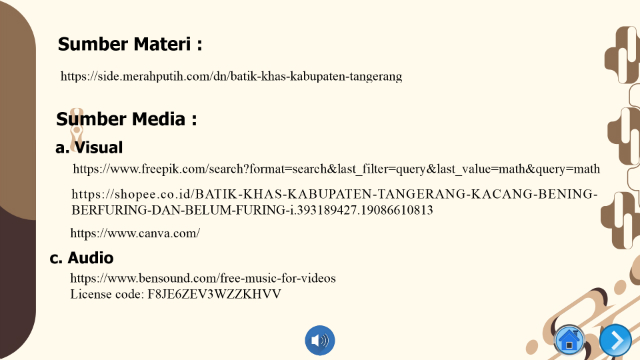 Sumber Materi :
https://side.merahputih.com/dn/batik-khas-kabupaten-tangerang
Sumber Media :
a. Visual
https://www.freepik.com/search?format=search&last_filter=query&last_value=math&query=math
https://shopee.co.id/BATIK-KHAS-KABUPATEN-TANGERANG-KACANG-BENING-
BERFURING-DAN-BELUM-FURING-i.393189427.19086610813
https://www.canva.com/
c. Audio
https://www.bensound.com/free-music-for-videos
License code: F8JE6ZEV3WZZKHVV